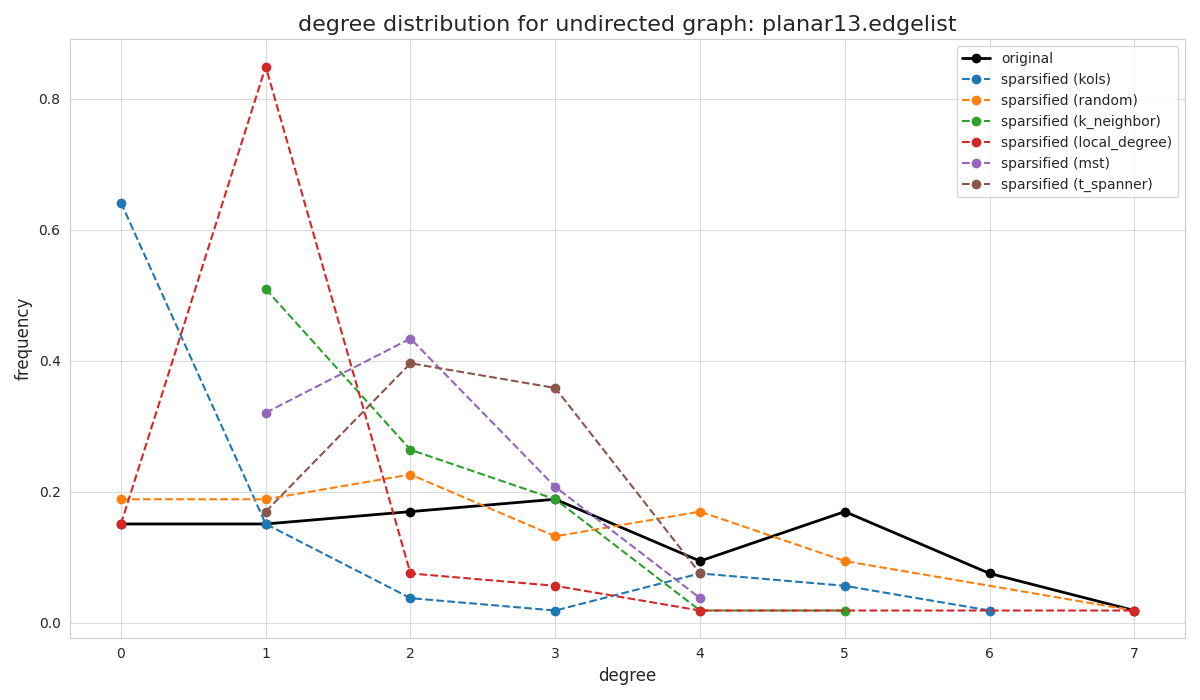 degree distribution for undirected graph: planar13.edgelist
original
sparsified (kols)
sparsified (random)
sparsified (k_neighbor)
sparsified (local_degree)
sparsified (mst)
sparsified (t_spanner)
frequency
0.8
0.6
0.4
0.2
0.0
0 1 2 3 4 5 6 7
degree